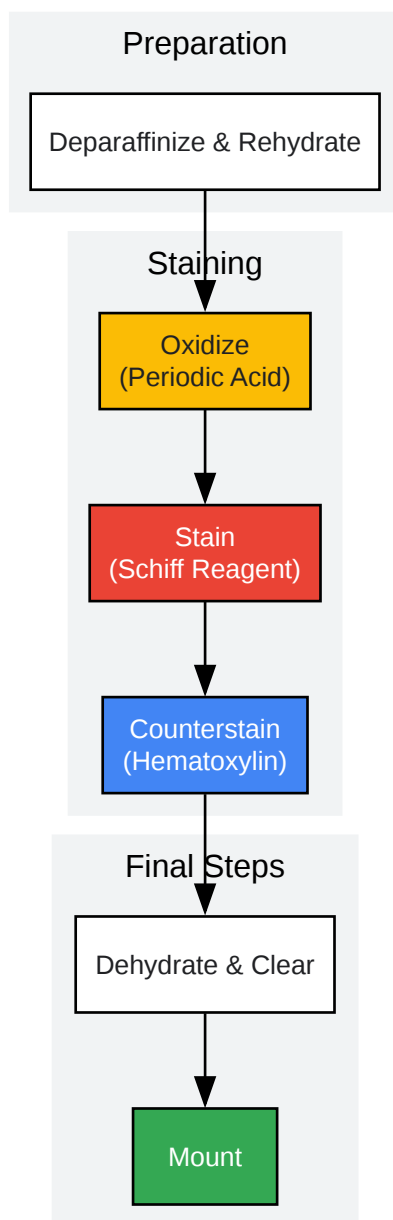 Preparation
Deparaffinize & Rehydrate
Staining
Oxidize
(Periodic Acid)
Stain
(Schiff Reagent)
Counterstain
(Hematoxylin)
Final Steps
Dehydrate & Clear
Mount